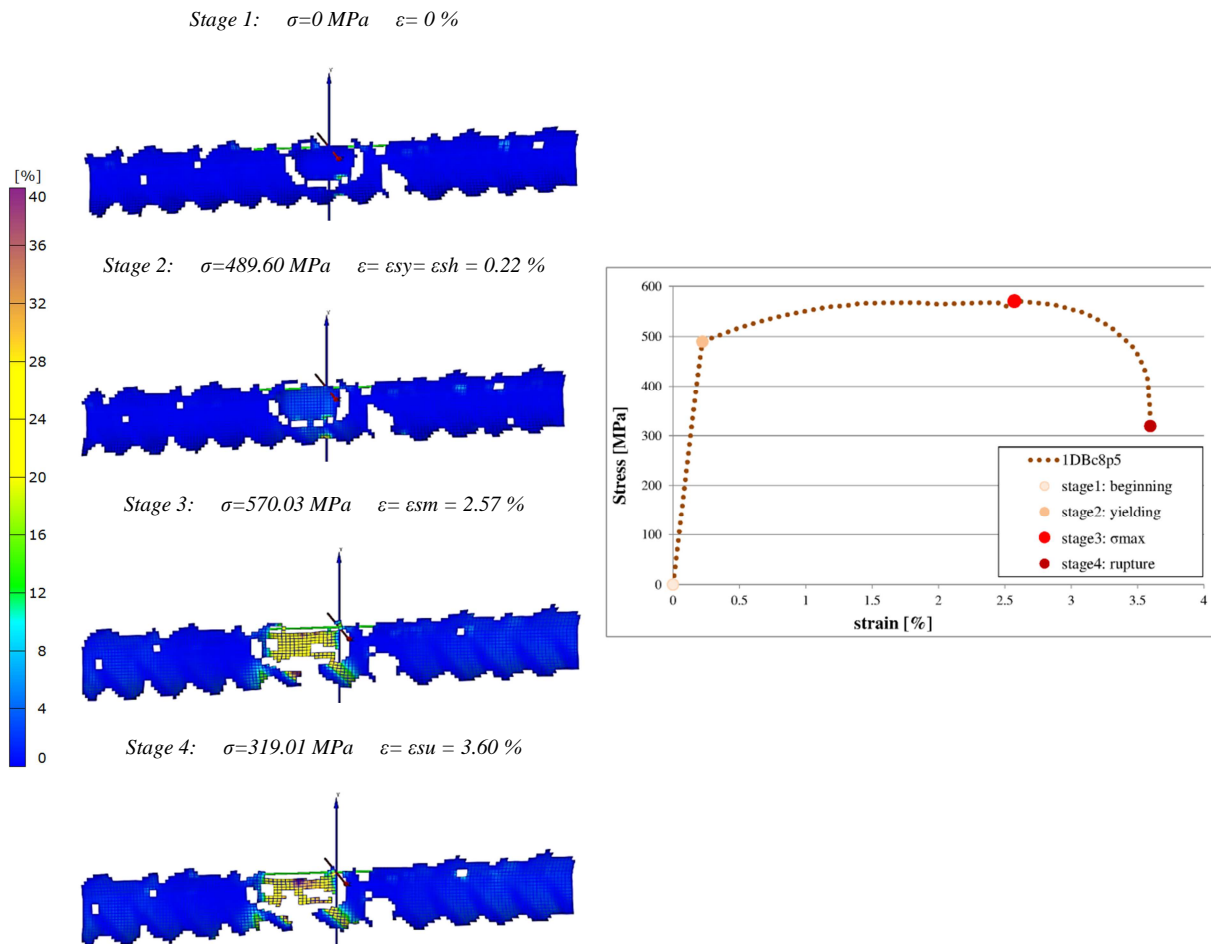 Stage 1: σ=0 MPa ε= 0 %
Y
[%]
40
36
32
28
24
20
16
12
8
4
0
Stage 2: σ=489.60 MPa ε= εsy= εsh = 0.22 %
Y
Stage 3: σ=570.03 MPa ε= εsm = 2.57 %
Y
Stage 4: σ=319.01 MPa ε= εsu = 3.60 %
Y
600
500
400
300
200
100
0
Stress [MPa]
0 0.5 1 1.5 2 2.5 3 3.5 4
strain [%]
1DBc8p5
stage1: beginning
stage2: yielding
stage3: σmax
stage4: rupture